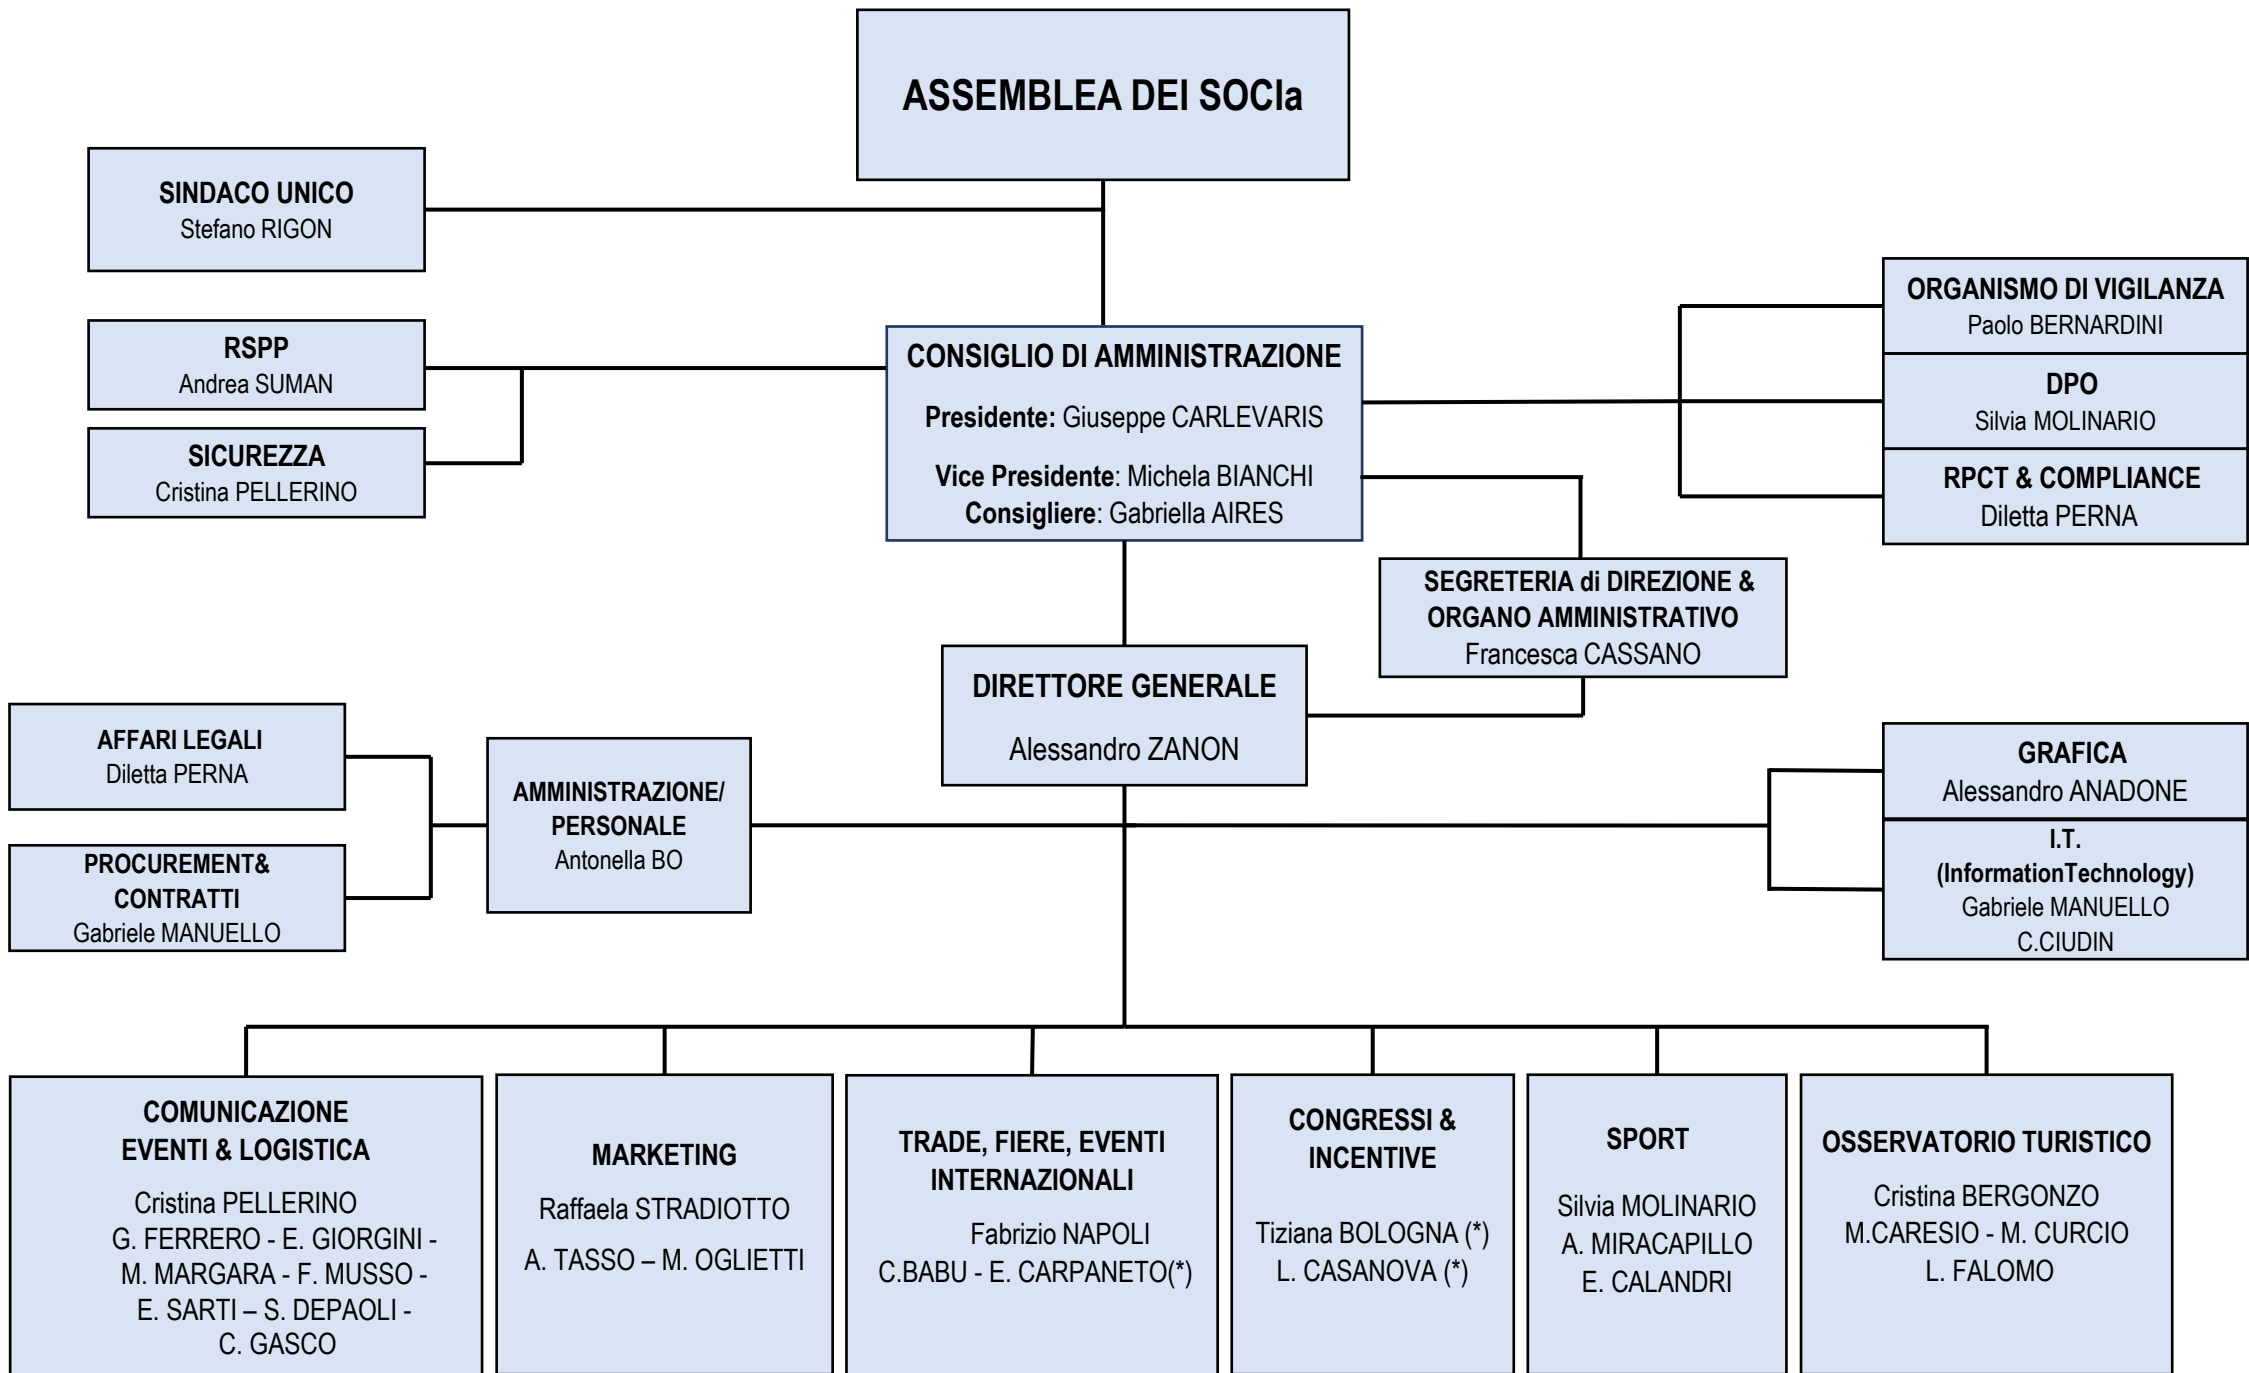 ASSEMBLEA DEI SOCIa
SINDACO UNICO
Stefano RIGON
RSPP
Andrea SUMAN
SICUREZZA
Cristina PELLERINO
CONSIGLIO DI AMMINISTRAZIONE
Presidente: Giuseppe CARLEVARIS
Vice Presidente: Michela BIANCHI
Consigliere: Gabriella AIRES
ORGANISMO DI VIGILANZA
Paolo BERNARDINI
DPO
Silvia MOLINARIO
RPCT & COMPLIANCE
Diletta PERNA
SEGRETERIA di DIREZIONE &
ORGANO AMMINISTRATIVO
Francesca CASSANO
DIRETTORE GENERALE
Alessandro ZANON
AFFARI LEGALI
Diletta PERNA
PROCUREMENT&
CONTRATTI
Gabriele MANUELLO
AMMINISTRAZIONE/
PERSONALE
Antonella BO
GRAFICA
Alessandro ANADONE
I.T.
(InformationTechnology)
Gabriele MANUELLO
C.CIUDIN
COMUNICAZIONE
EVENTI & LOGISTICA
Cristina PELLERINO
G. FERRERO - E. GIORGINI -
M. MARGARA - F. MUSSO -
E. SARTI – S. DEPAOLI -
C. GASCO
MARKETING
Raffaela STRADIOTTO
A. TASSO – M. OGLIETTI
TRADE, FIERE, EVENTI
INTERNAZIONALI
Fabrizio NAPOLI
C.BABU - E. CARPANETO(*)
CONGRESSI &
INCENTIVE
Tiziana BOLOGNA (*)
L. CASANOVA (*)
SPORT
Silvia MOLINARIO
A. MIRACAPILLO
E. CALANDRI
OSSERVATORIO TURISTICO
Cristina BERGONZO
M.CARESIO - M. CURCIO
L. FALOMO